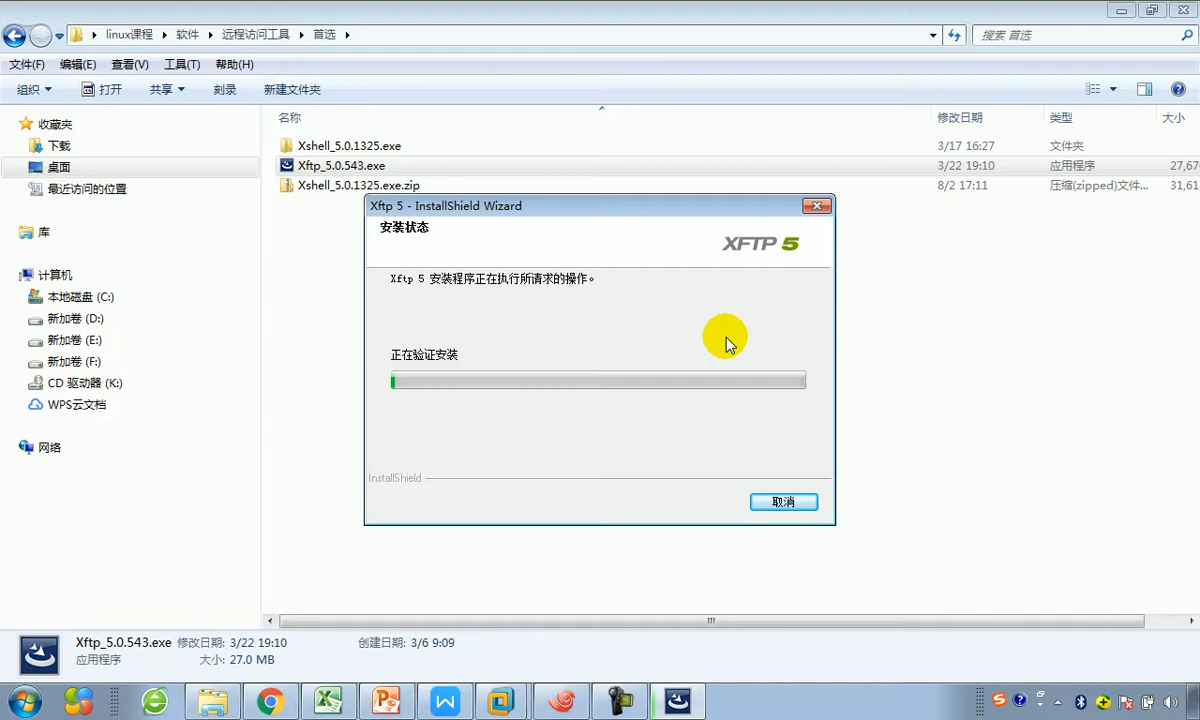 linux课程 软件 远程访问工具 首选
搜索 首选
文件(F) 编辑(E) 查看(V) 工具(T) 帮助(H)
组织 打开 共享 刻录 新建文件夹
名称 修改日期 类型 大小
收藏夹
下载
桌面
最近访问的位置
库
计算机
本地磁盘 (C:)
新加卷 (D:)
新加卷 (E:)
新加卷 (F:)
CD 驱动器 (K:)
WPS云文档
网络
Xshell_5.0.1325.exe 3/17 16:27 文件夹
Xftp_5.0.543.exe 3/22 19:10 应用程序 27,67
Xshell_5.0.1325.exe.zip 8/2 17:11 压缩(zipped)文件... 31,61
Xftp 5 - InstallShield Wizard
安装状态
XFTP 5
Xftp 5 安装程序正在执行所请求的操作。
正在验证安装
InstallShield
取消
Xftp_5.0.543.exe 修改日期: 3/22 19:10 创建日期: 3/6 9:09
应用程序 大小: 27.0 MB